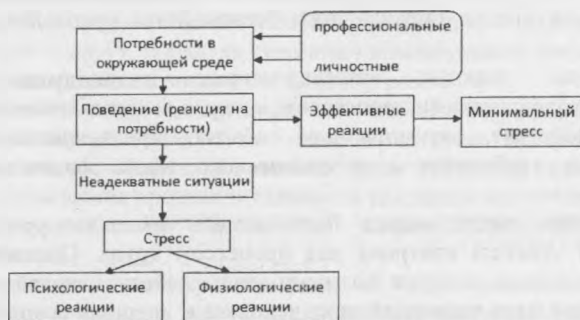 Потребности в
окружающей среде
профессиональные
личностные
Поведение (реакция на
потребности)
Эффективные
реакции
Минимальный
стресс
Неадекватные ситуации
Стресс
Психологические
реакции
Физиологические
реакции